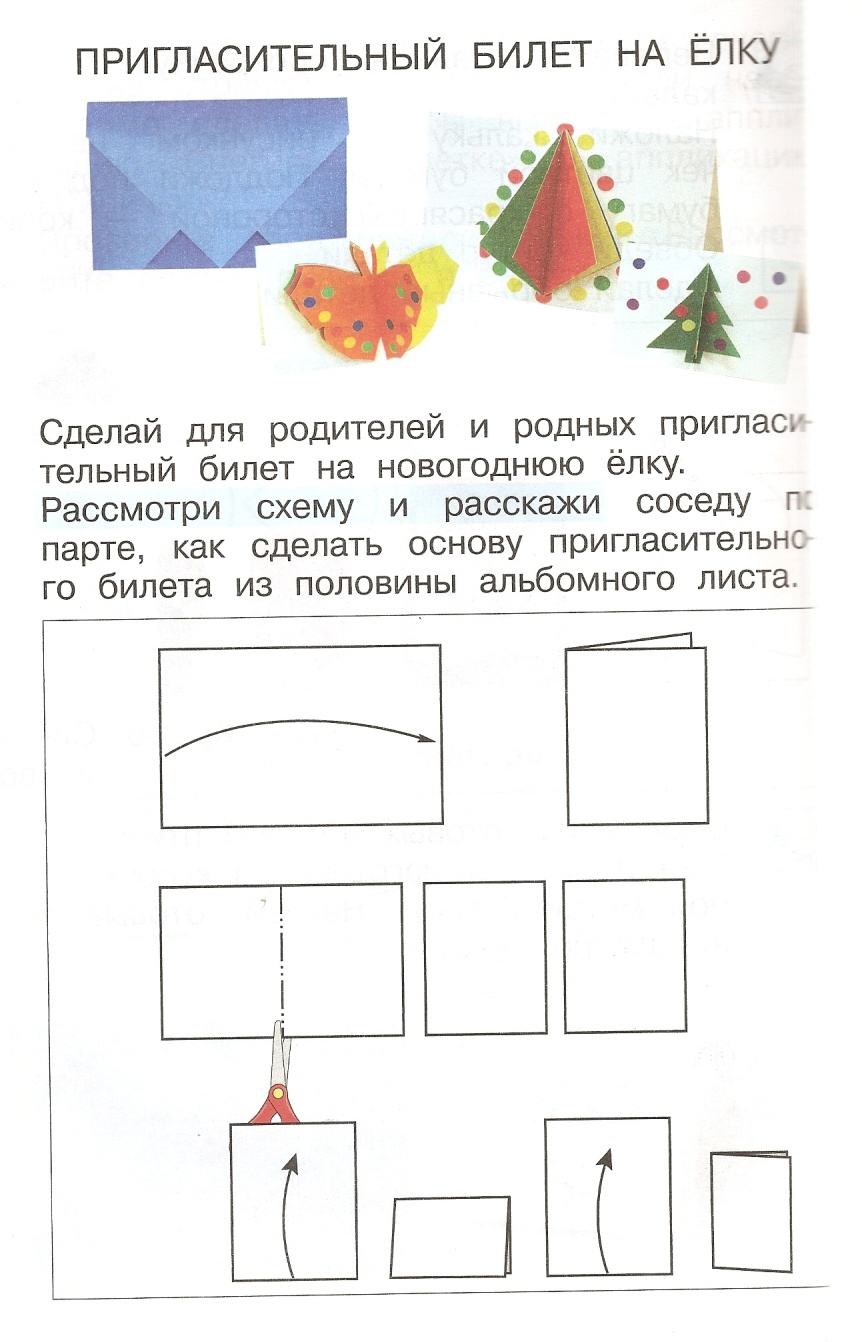 ПРИГЛАСИТЕЛЬНЫЙ БИЛЕТ НА ЁЛКУ
Сделай для родителей и родных пригласи-
тельный билет на новогоднюю ёлку.
Рассмотри схему и расскажи соседу по
парте, как сделать основу пригласительно-
го билета из половины альбомного листа.